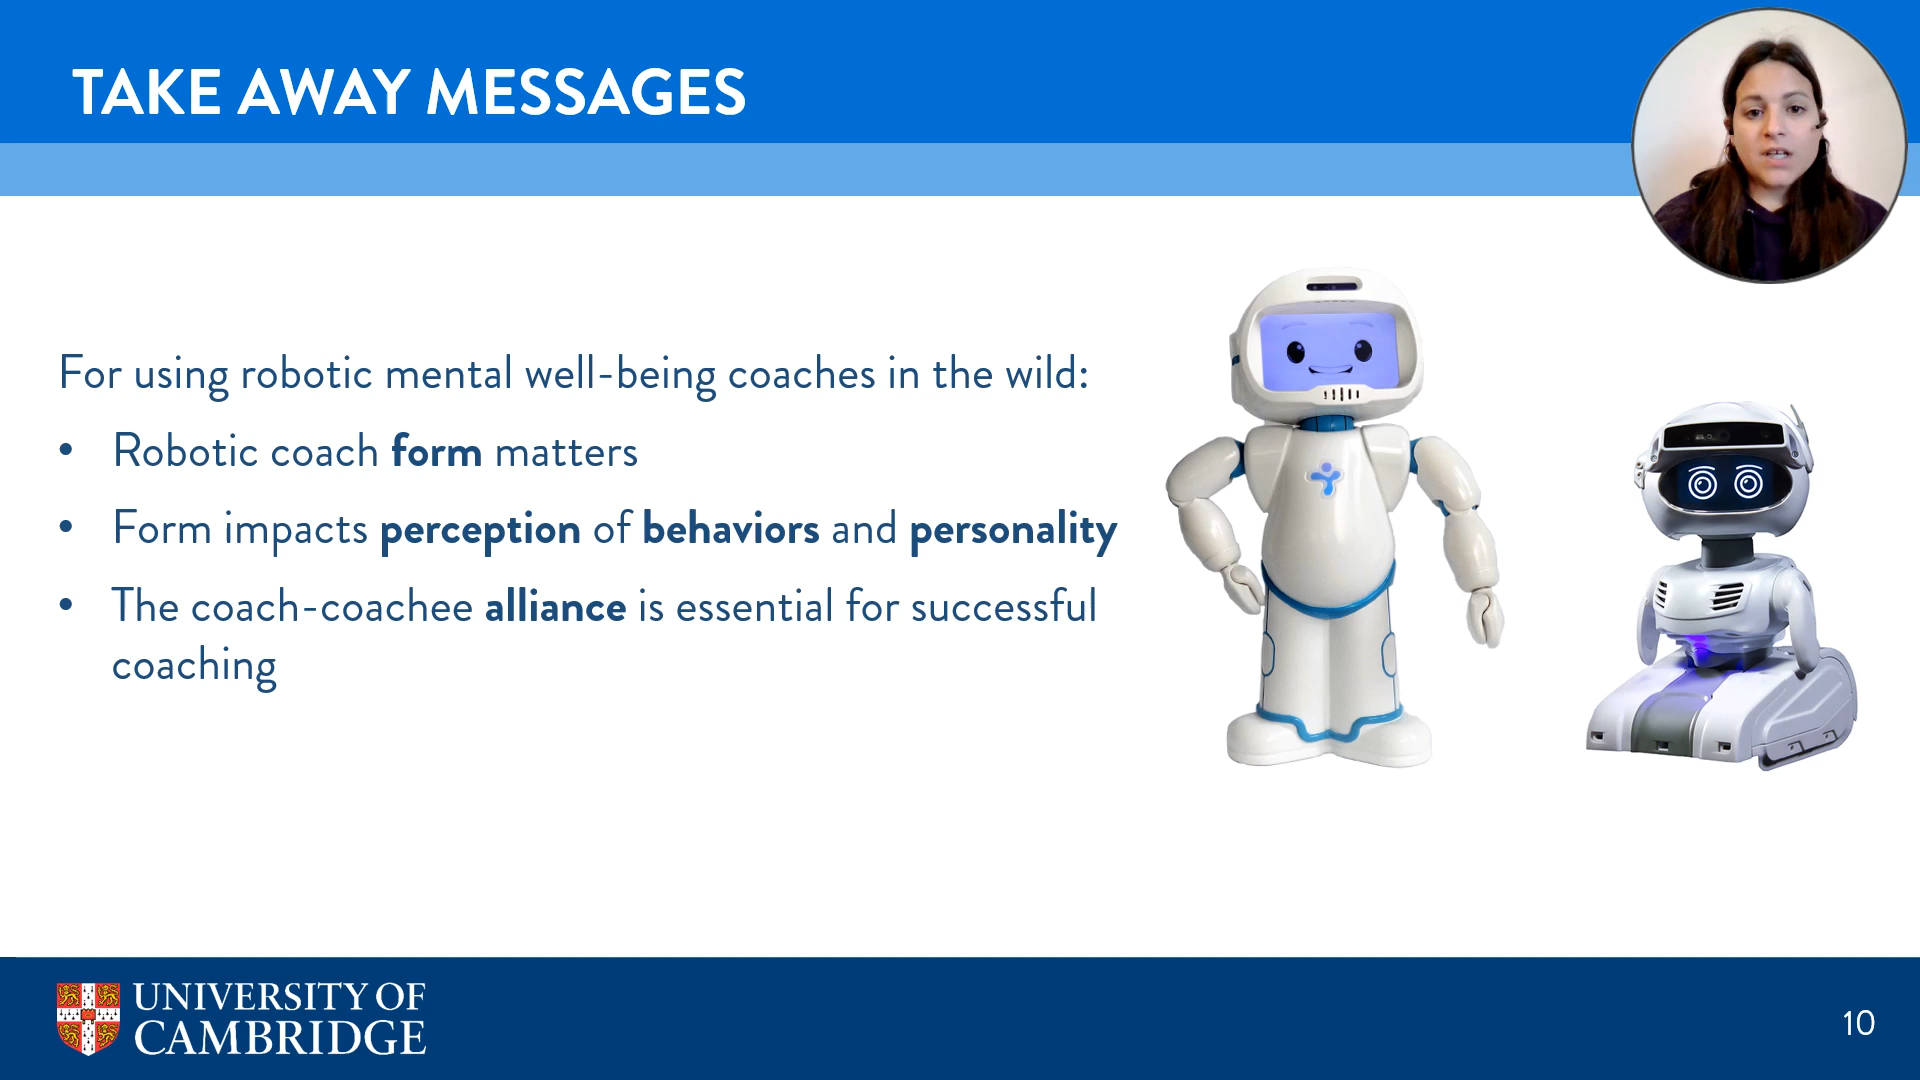 TAKE AWAY MESSAGES
For using robotic mental well-being coaches in the wild:
• Robotic coach form matters
• Form impacts perception of behaviors and personality
• The coach-coachee alliance is essential for successful
coaching
UNIVERSITY OF
CAMBRIDGE
10